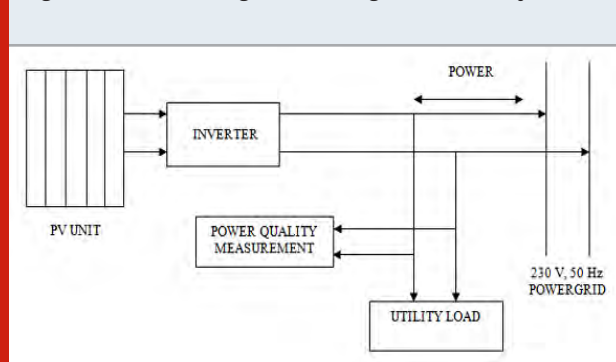 POWER
INVERTER
PV UNIT
POWER QUALITY
MEASUREMENT
230 V, 50 Hz
POWERGRID
UTILITY LOAD